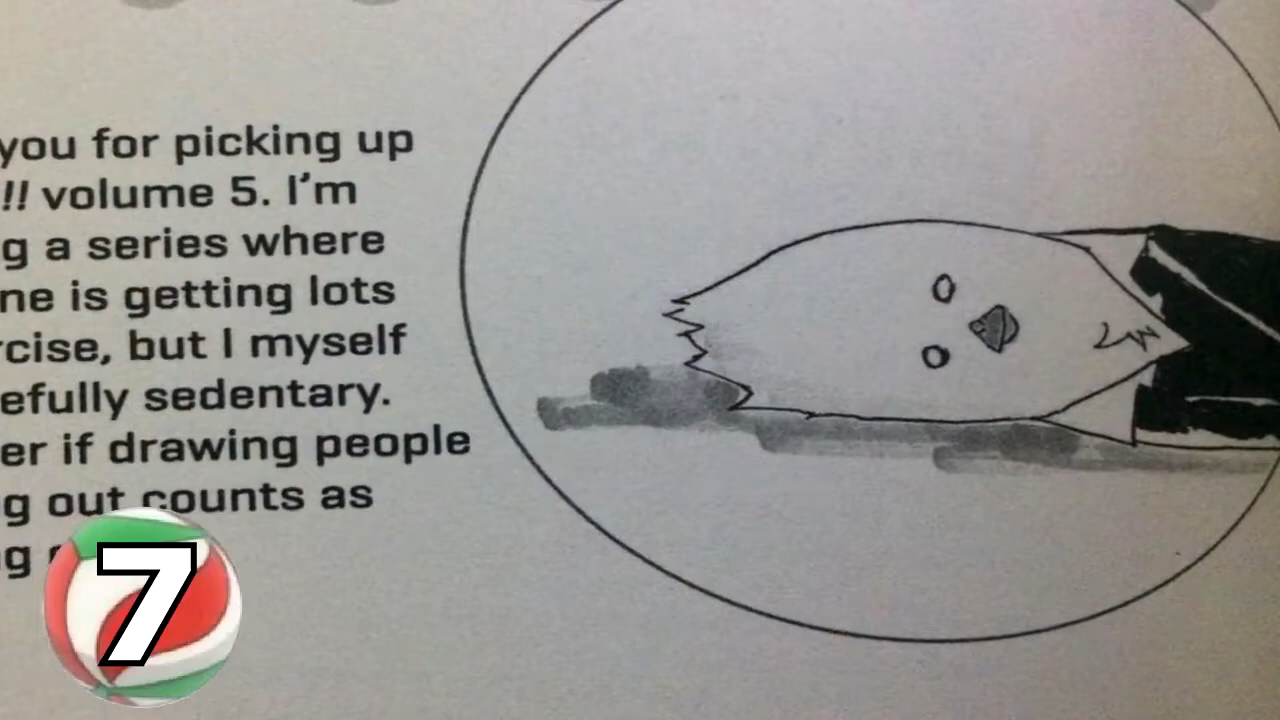 you for picking up
!! volume 5. I'm
g a series where
ne is getting lots
rcise, but I myself
efully sedentary.
er if drawing people
g out counts as
g
7